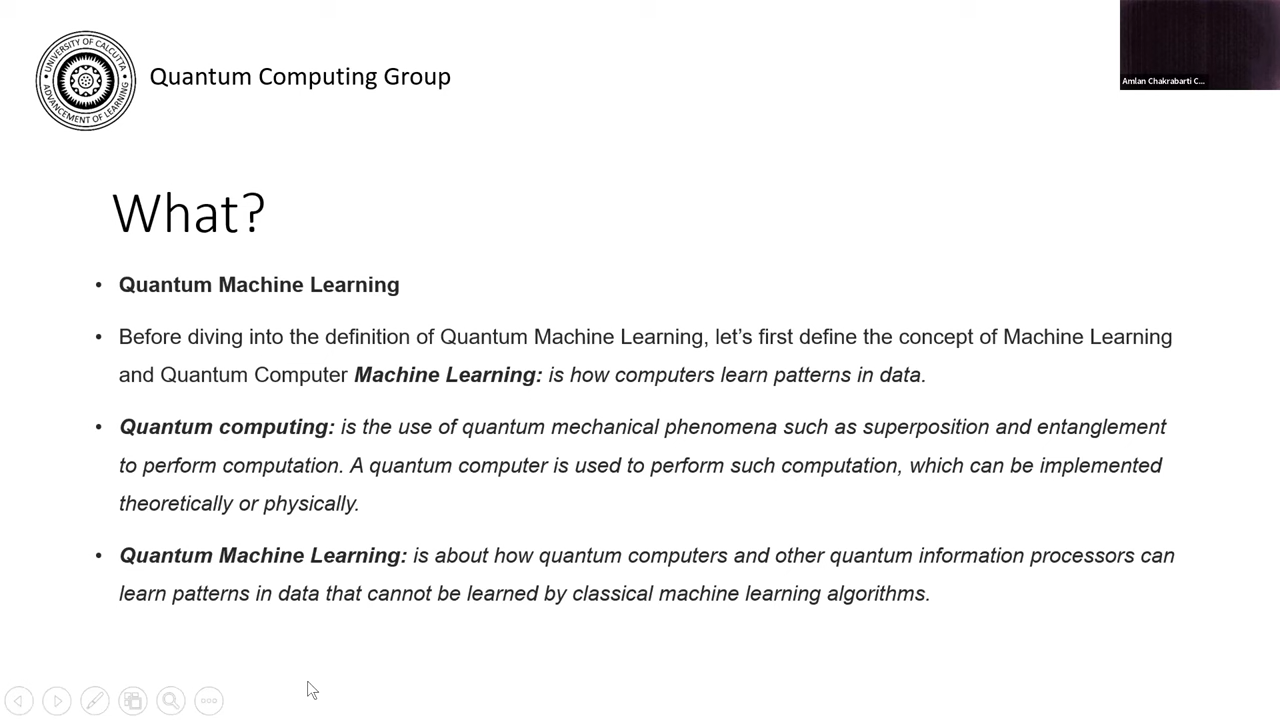 UNIVERSITY OF CALCUTTA
ADVANCEMENT OF LEARNING
Quantum Computing Group
Amlan Chakrabarti C...
What?
• Quantum Machine Learning
• Before diving into the definition of Quantum Machine Learning, let’s first define the concept of Machine Learning
and Quantum Computer Machine Learning: is how computers learn patterns in data.
• Quantum computing: is the use of quantum mechanical phenomena such as superposition and entanglement
to perform computation. A quantum computer is used to perform such computation, which can be implemented
theoretically or physically.
• Quantum Machine Learning: is about how quantum computers and other quantum information processors can
learn patterns in data that cannot be learned by classical machine learning algorithms.